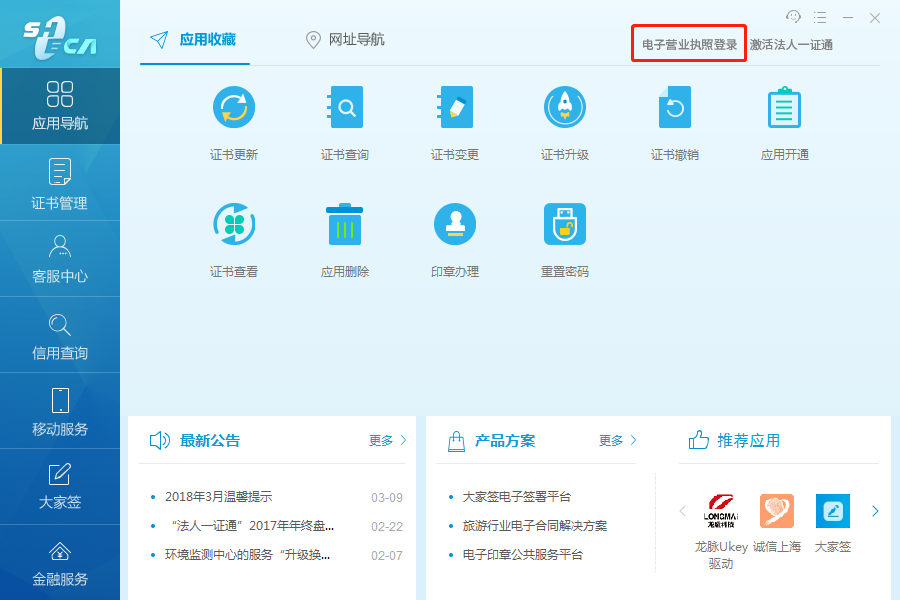 SHECA
应用收藏
网址导航
电子营业执照登录
激活法人一证通
应用导航
证书管理
客服中心
信用查询
移动服务
大家签
金融服务
证书更新
证书查询
证书变更
证书升级
证书撤销
应用开通
证书查看
应用删除
印章办理
重置密码
最新公告
更多
2018年3月温馨提示
03-09
“法人一证通”2017年年终盘...
02-22
环境监测中心的服务“升级换...
02-07
产品方案
更多
大家签电子签署平台
旅游行业电子合同解决方案
电子印章公共服务平台
推荐应用
LONGMAI
龙脉科技
龙脉Ukey
驱动
诚信上海
大家签